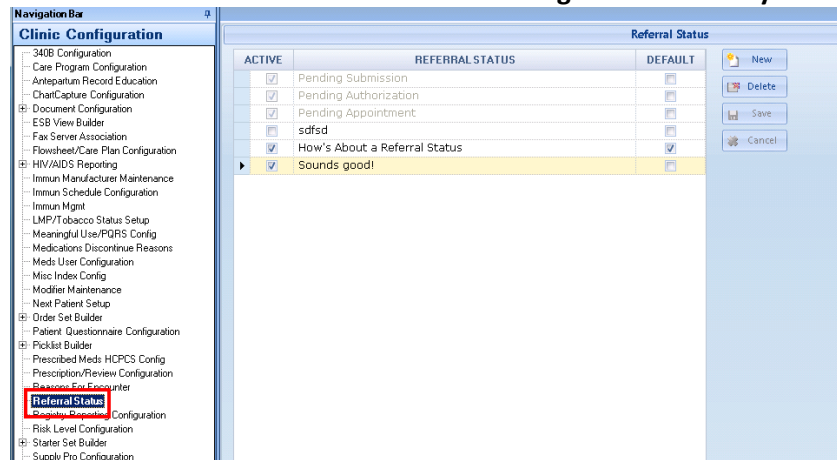 Navigation Bar
Clinic Configuration
340B Configuration
Care Program Configuration
Antepartum Record Education
ChartCapture Configuration
Document Configuration
ESB View Builder
Fax Server Association
Flowsheet/Care Plan Configuration
HIV/AIDS Reporting
Immun Manufacturer Maintenance
Immun Schedule Configuration
Immun Mgmt
LMP/Tobacco Status Setup
Meaningful Use/PQRS Config
Medications Discontinue Reasons
Meds User Configuration
Misc Index Config
Modifier Maintenance
Next Patient Setup
Order Set Builder
Patient Questionnaire Configuration
Picklist Builder
Prescribed Meds HCPCS Config
Prescription/Review Configuration
Reasons For Encounter
Referral Status
Registry Reporting Configuration
Risk Level Configuration
Starter Set Builder
Supply Pro Configuration
Referral Status
ACTIVE REFERRAL STATUS DEFAULT
Pending Submission
Pending Authorization
Pending Appointment
sdfsd
How's About a Referral Status
Sounds good!
New
Delete
Save
Cancel